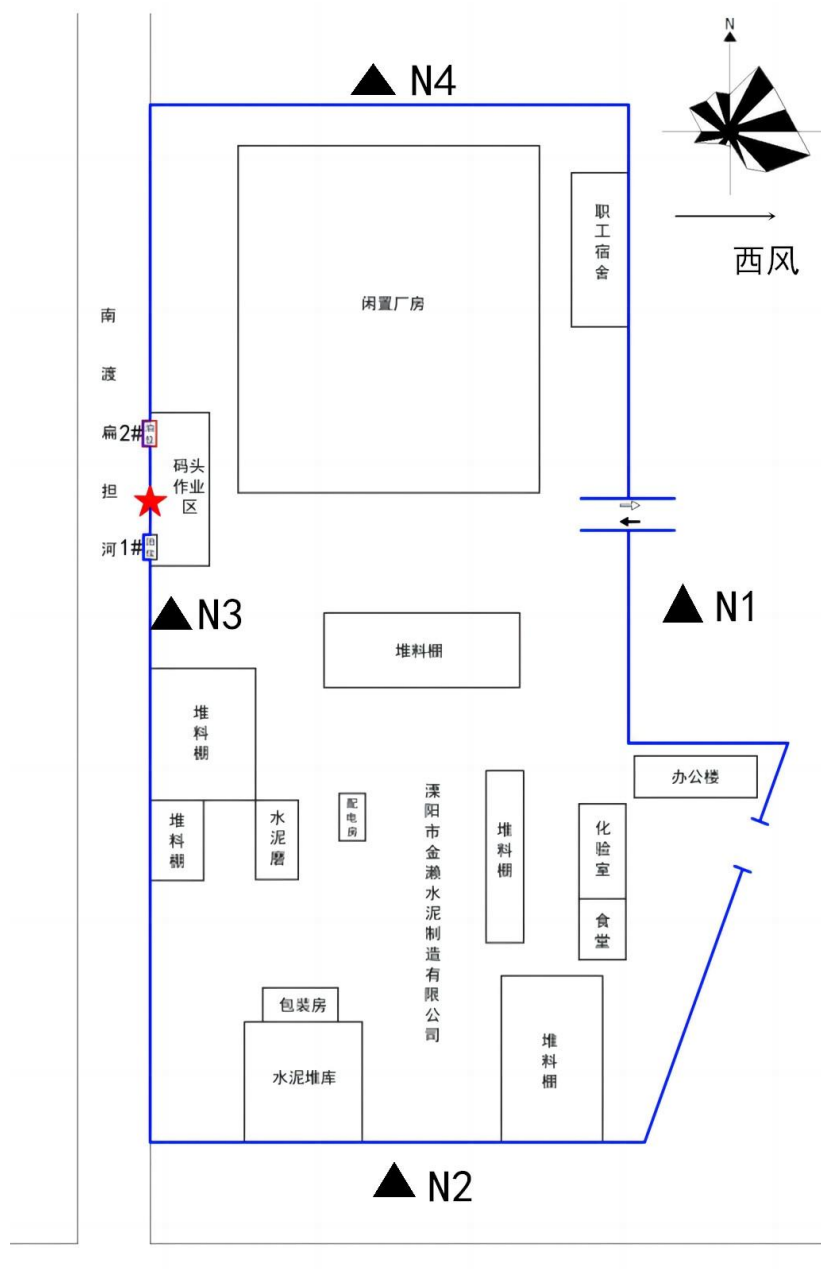 N4
N
西风
职工宿舍
闲置厂房
南渡扁担河
2#
码头
作业
区
1#
N3
N1
堆料棚
堆料棚
办公楼
堆料棚
水泥磨
配电房
溧阳市金濑水泥制造有限公司
堆料棚
化验室
食堂
包装房
水泥堆库
堆料棚
N2